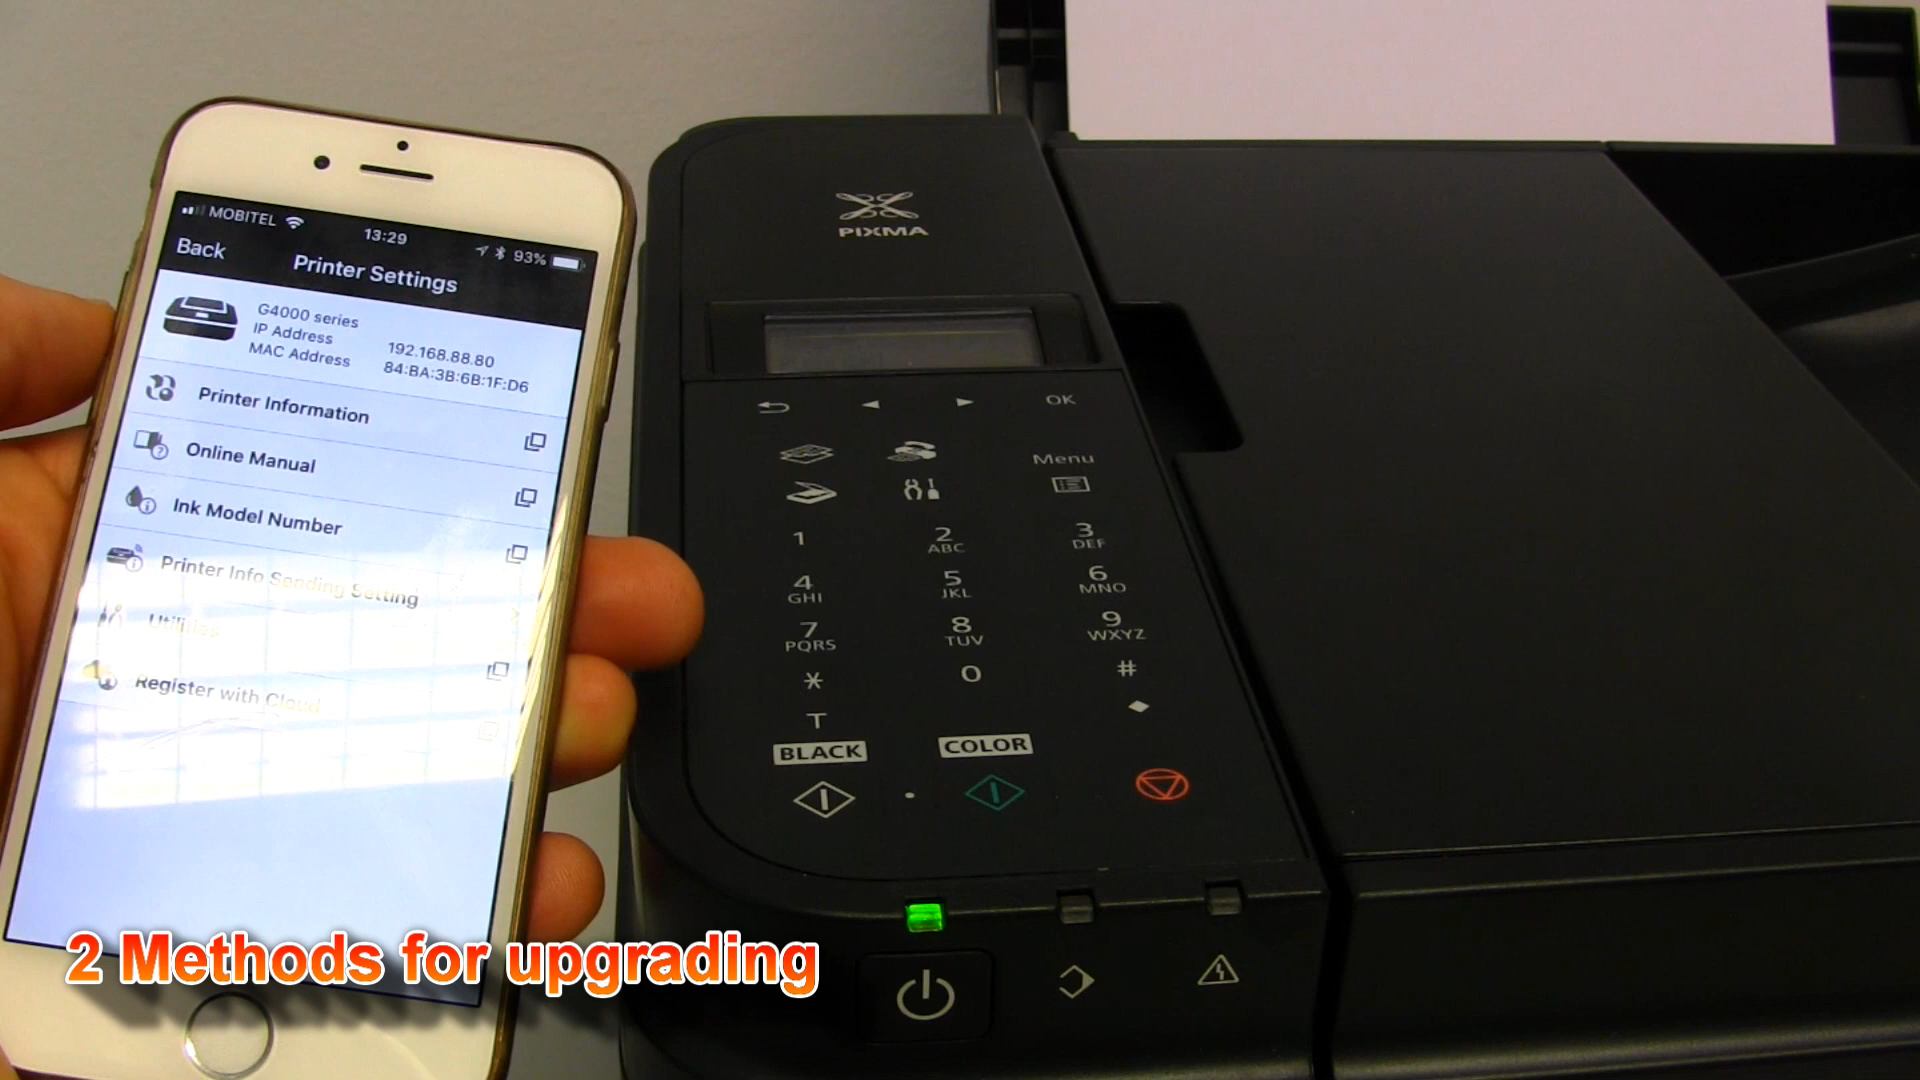 MOBITEL
13:29
93%
Back
Printer Settings
G4000 series
IP Address 192.168.88.80
MAC Address 84:BA:3B:6B:1F:D6
Printer Information
Online Manual
Ink Model Number
Printer Info Sending Setting
Utilities
Register with Cloud
PIXMA
OK
Menu
1
2 ABC
3 DEF
4 GHI
5 JKL
6 MNO
7 PQRS
8 TUV
9 WXYZ
*
0
#
T
BLACK
COLOR
2 Methods for upgrading